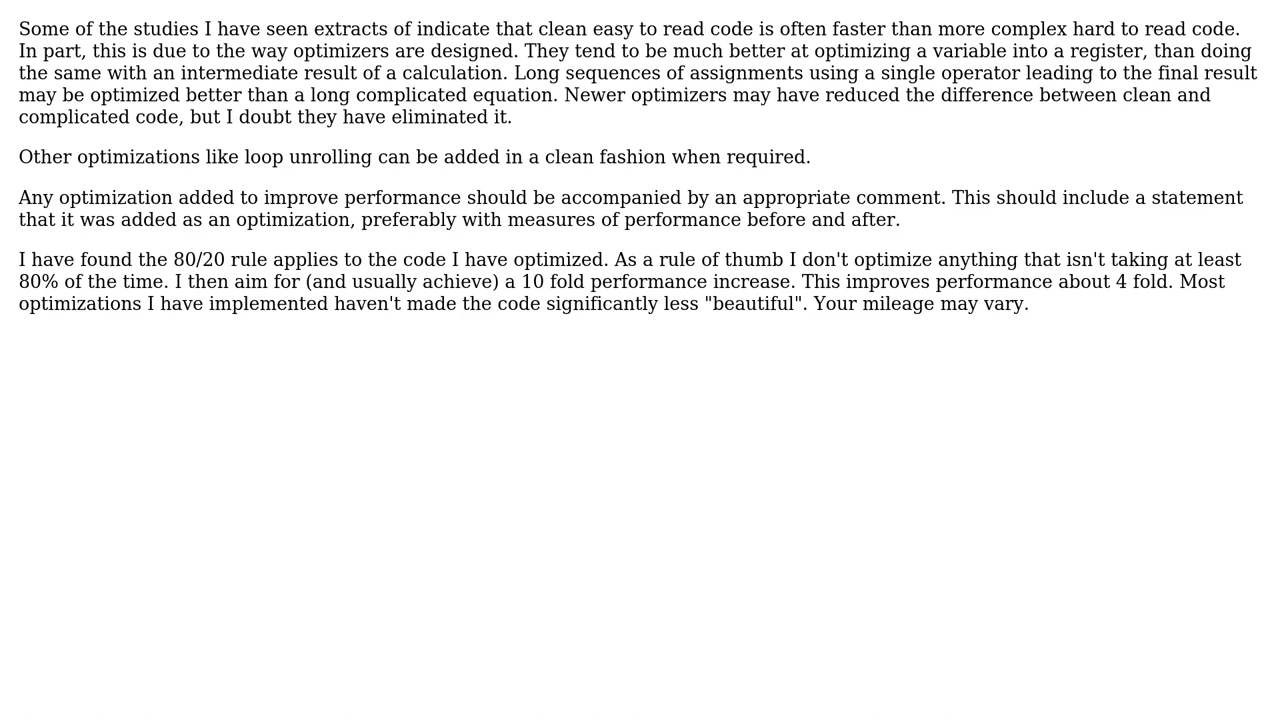 Some of the studies I have seen extracts of indicate that clean easy to read code is often faster than more complex hard to read code.
In part, this is due to the way optimizers are designed. They tend to be much better at optimizing a variable into a register, than doing
the same with an intermediate result of a calculation. Long sequences of assignments using a single operator leading to the final result
may be optimized better than a long complicated equation. Newer optimizers may have reduced the difference between clean and
complicated code, but I doubt they have eliminated it.
Other optimizations like loop unrolling can be added in a clean fashion when required.
Any optimization added to improve performance should be accompanied by an appropriate comment. This should include a statement
that it was added as an optimization, preferably with measures of performance before and after.
I have found the 80/20 rule applies to the code I have optimized. As a rule of thumb I don't optimize anything that isn't taking at least
80% of the time. I then aim for (and usually achieve) a 10 fold performance increase. This improves performance about 4 fold. Most
optimizations I have implemented haven't made the code significantly less "beautiful". Your mileage may vary.